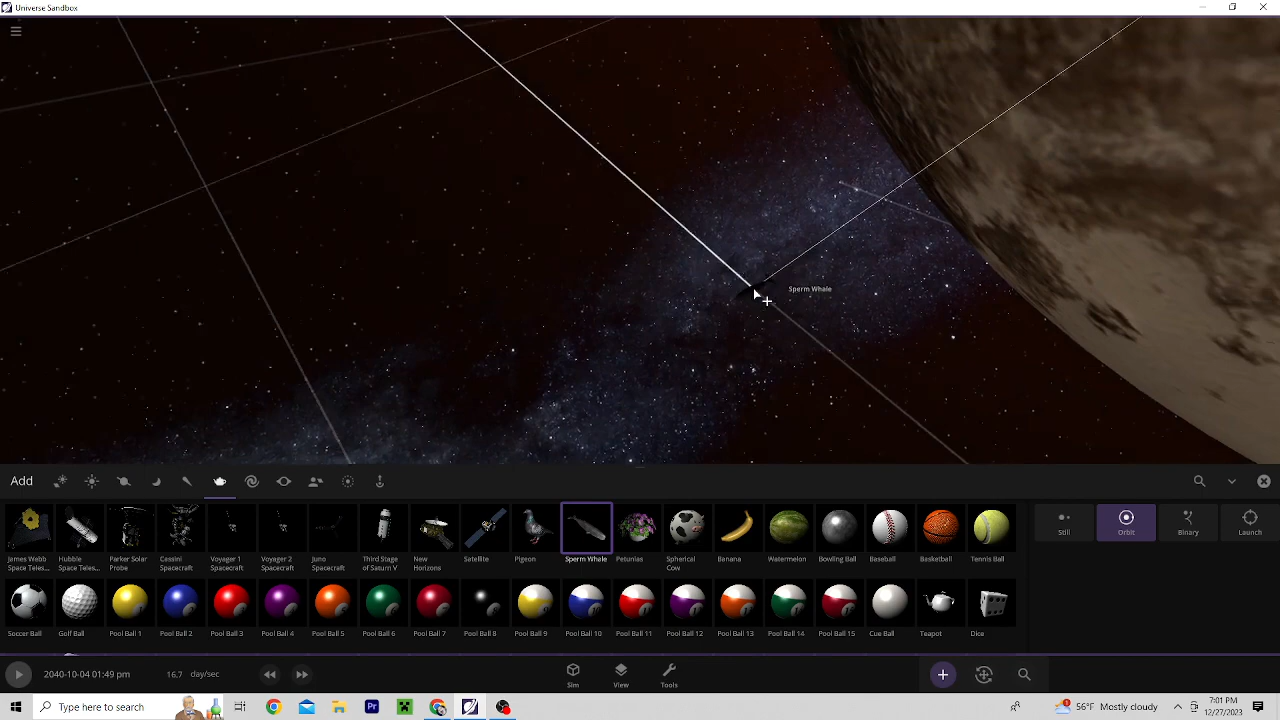 Universe Sandbox
Sperm Whale
Add
James Webb Space Teles...
Hubble Space Teles...
Parker Solar Probe
Cassini Spacecraft
Voyager 1 Spacecraft
Voyager 2 Spacecraft
Juno Spacecraft
Third Stage of Saturn V
New Horizons
Satellite
Pigeon
Sperm Whale
Petunias
Spherical Cow
Banana
Watermelon
Bowling Ball
Baseball
Basketball
Tennis Ball
Still
Orbit
Binary
Launch
Soccer Ball
Golf Ball
Pool Ball 1
Pool Ball 2
Pool Ball 3
Pool Ball 4
Pool Ball 5
Pool Ball 6
Pool Ball 7
Pool Ball 8
Pool Ball 9
Pool Ball 10
Pool Ball 11
Pool Ball 12
Pool Ball 13
Pool Ball 14
Pool Ball 15
Cue Ball
Teapot
Dice
2040-10-04 01:49 pm
16.7 day/sec
Sim
View
Tools
Type here to search
Pr
58°F Mostly cloudy
7:01 PM
12/27/2023